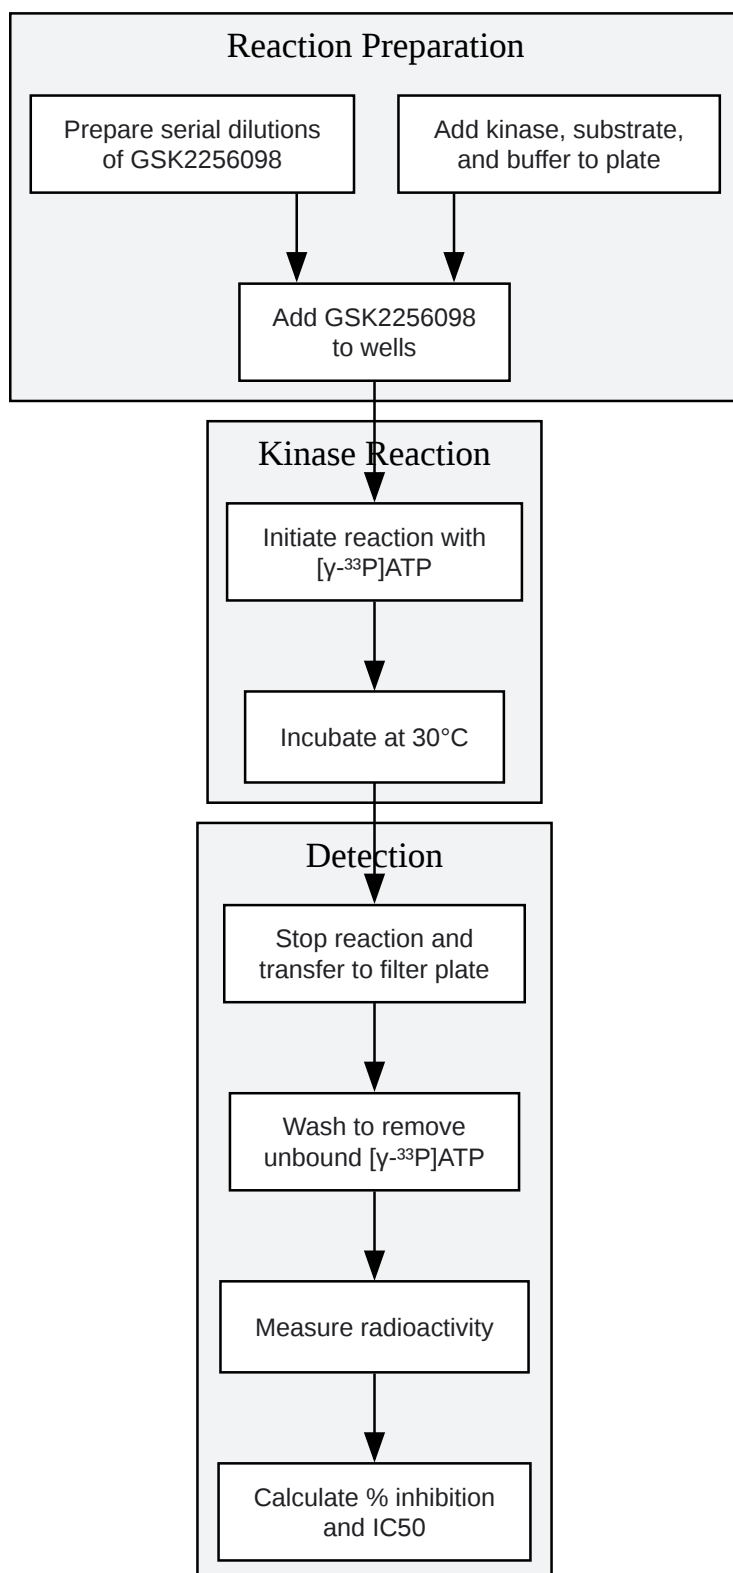 Reaction Preparation
Prepare serial dilutions
of GSK2256098
Add kinase, substrate,
and buffer to plate
Add GSK2256098
to wells
Kinase Reaction
Initiate reaction with
[γ-³³P]ATP
Incubate at 30°C
Detection
Stop reaction and
transfer to filter plate
Wash to remove
unbound [γ-³³P]ATP
Measure radioactivity
Calculate % inhibition
and IC50